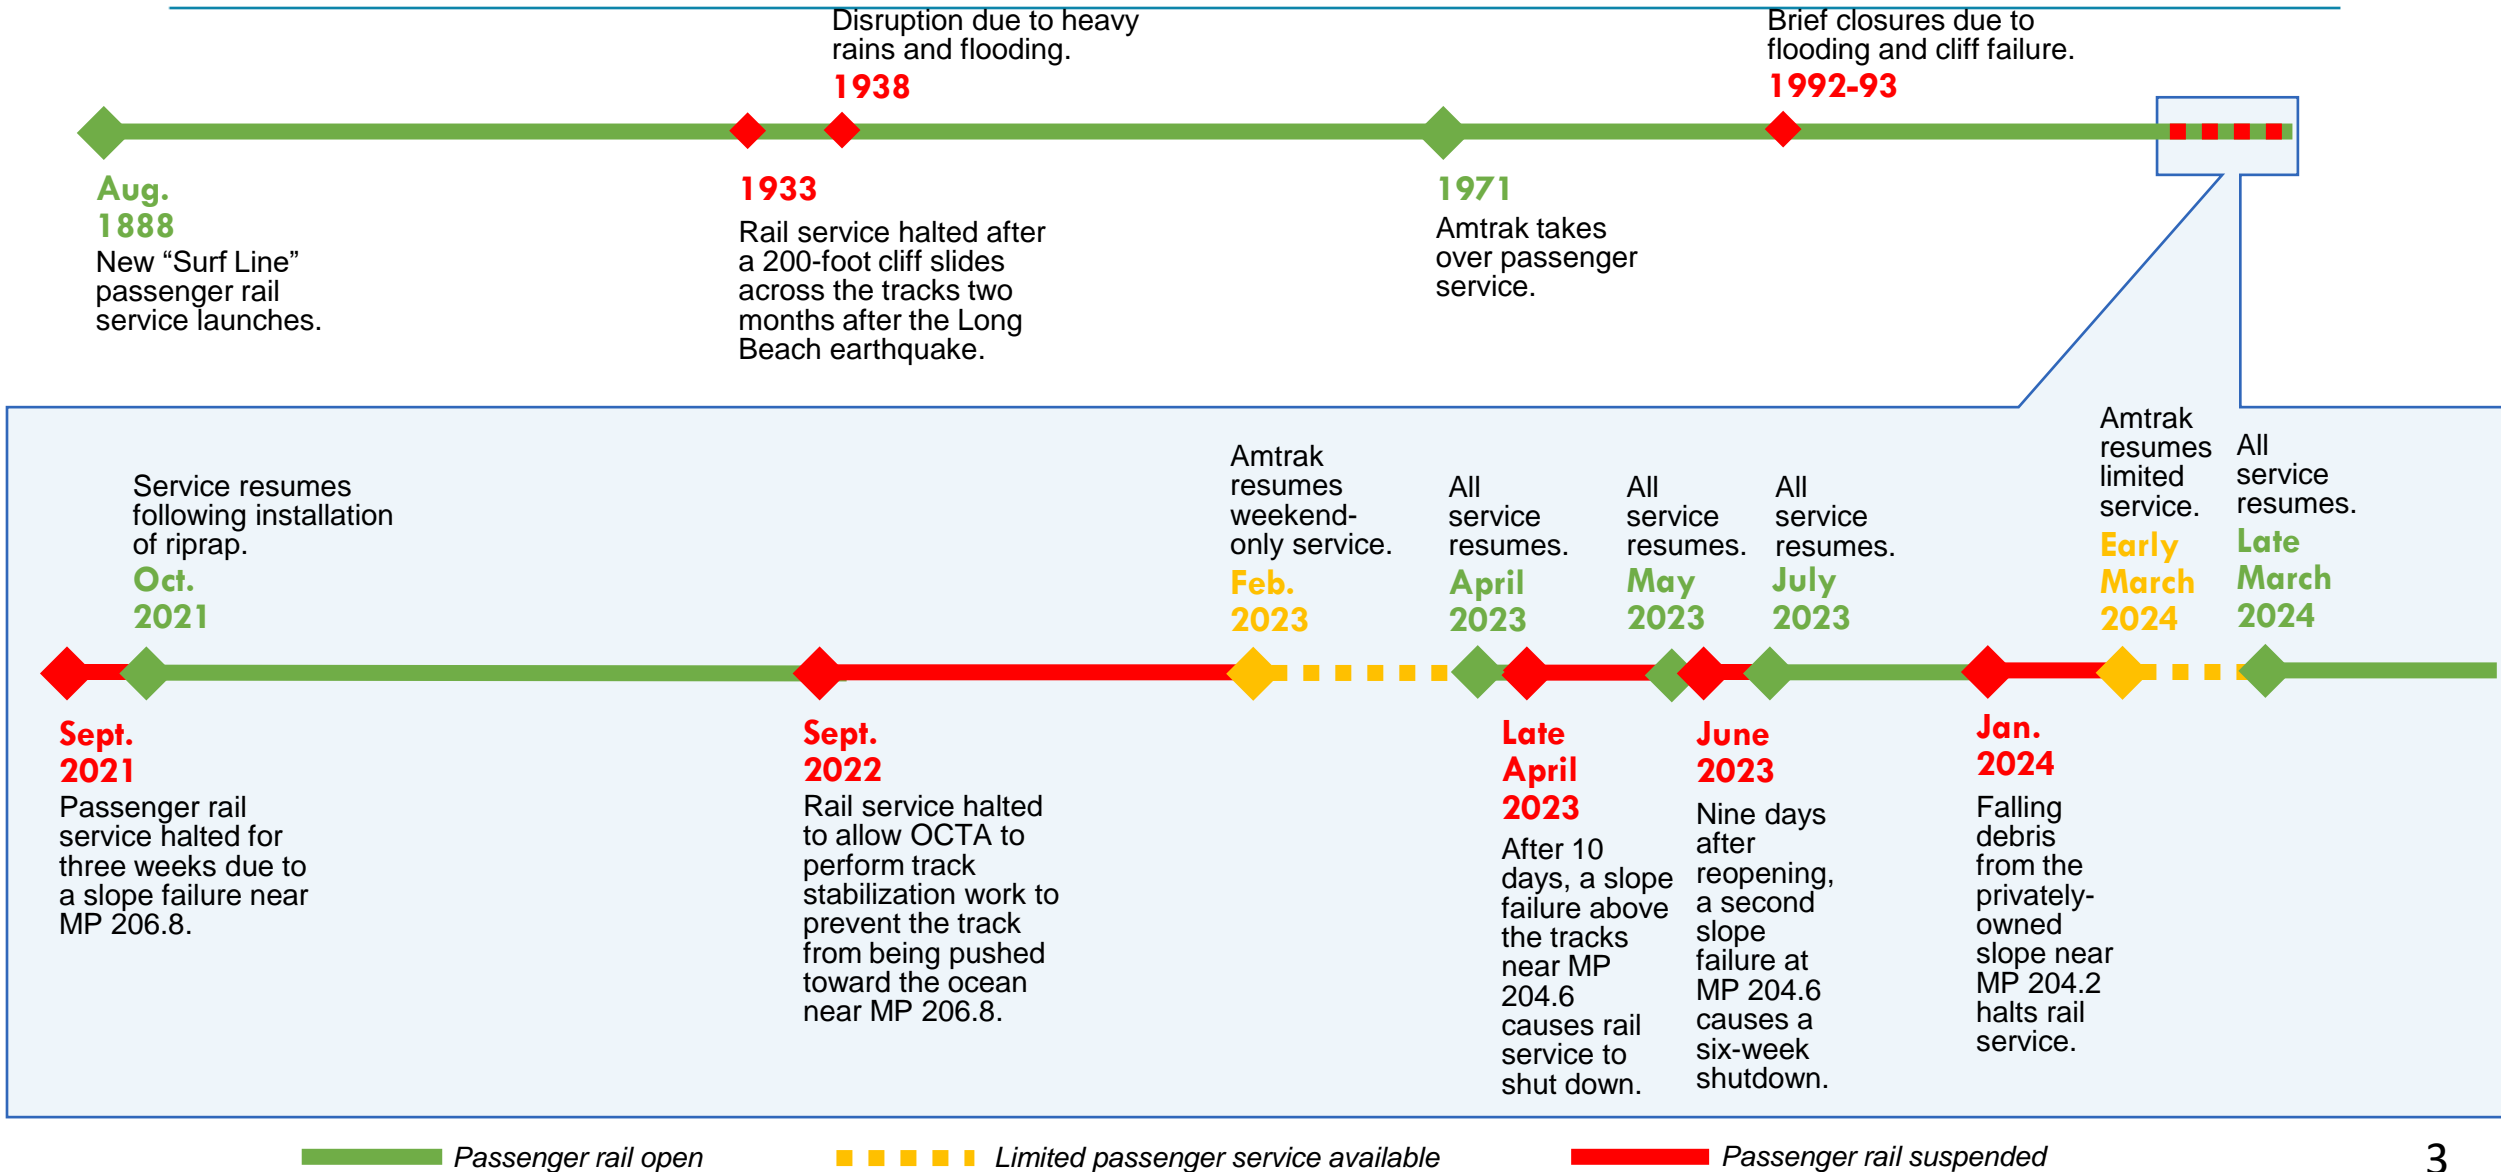 Disruption due to heavy
rains and flooding.
1938
Brief closures due to
flooding and cliff failure.
1992-93
Aug.
1888
New “Surf Line”
passenger rail
service launches.
1933
Rail service halted after
a 200-foot cliff slides
across the tracks two
months after the Long
Beach earthquake.
1971
Amtrak takes
over passenger
service.
Service resumes
following installation
of riprap.
Oct.
2021
Amtrak
resumes
weekend-
only service.
Feb.
2023
All
service
resumes.
April
2023
All
service
resumes.
May
2023
All
service
resumes.
July
2023
Amtrak
resumes
limited
service.
Early
March
2024
All
service
resumes.
Late
March
2024
Sept.
2021
Passenger rail
service halted for
three weeks due to
a slope failure near
MP 206.8.
Sept.
2022
Rail service halted
to allow OCTA to
perform track
stabilization work to
prevent the track
from being pushed
toward the ocean
near MP 206.8.
Late
April
2023
After 10
days, a slope
failure above
the tracks
near MP
204.6
causes rail
service to
shut down.
June
2023
Nine days
after
reopening,
a second
slope
failure at
MP 204.6
causes a
six-week
shutdown.
Jan.
2024
Falling
debris
from the
privately-
owned
slope near
MP 204.2
halts rail
service.
Passenger rail open
Limited passenger service available
Passenger rail suspended
3